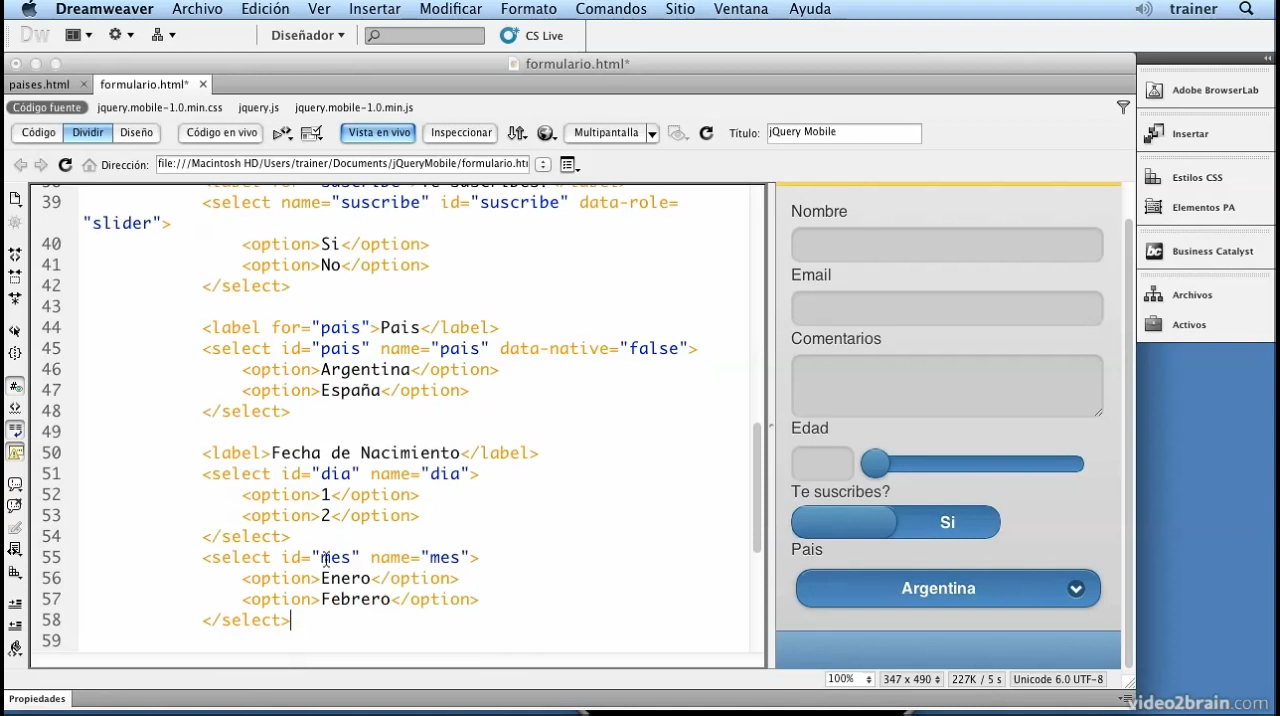 Dreamweaver Archivo Edición Ver Insertar Modificar Formato Comandos Sitio Ventana Ayuda trainer
Dw Diseñador CS Live
formulario.html*
paises.html formulario.html*
Código fuente jquery.mobile-1.0.min.css jquery.js jquery.mobile-1.0.min.js
Código Dividir Diseño Código en vivo Vista en vivo Inspeccionar Multipantalla Título: jQuery Mobile
Dirección: file:///Macintosh HD/Users/trainer/Documents/jQueryMobile/formulario.htm
39 <select name="suscribe" id="suscribe" data-role=
"slider">
40 <option>Si</option>
41 <option>No</option>
42 </select>
43
44 <label for="pais">Pais</label>
45 <select id="pais" name="pais" data-native="false">
46 <option>Argentina</option>
47 <option>España</option>
48 </select>
49
50 <label>Fecha de Nacimiento</label>
51 <select id="dia" name="dia">
52 <option>1</option>
53 <option>2</option>
54 </select>
55 <select id="mes" name="mes">
56 <option>Enero</option>
57 <option>Febrero</option>
58 </select>
59
Nombre
Email
Comentarios
Edad
Te suscribes?
Si
Pais
Argentina
100% 347 x 490 227K / 5 s Unicode 6.0 UTF-8
Propiedades
Adobe BrowserLab
Insertar
Estilos CSS
Elementos PA
bc Business Catalyst
Archivos
Activos
video2brain.com